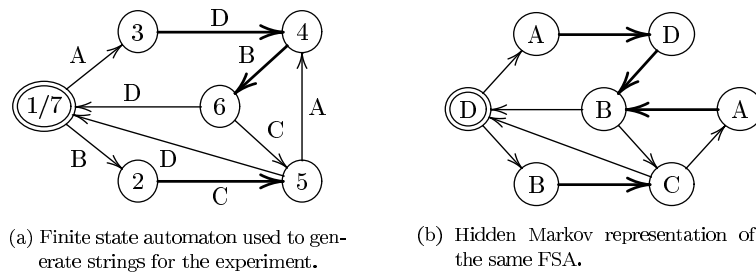 D
3
4
A
B
1/7
D
6
A
C
B
D
2
C
5
(a) Finite state automaton used to gen-
erate strings for the experiment.
A
D
D
B
A
B
C
(b) Hidden Markov representation of
the same FSA.